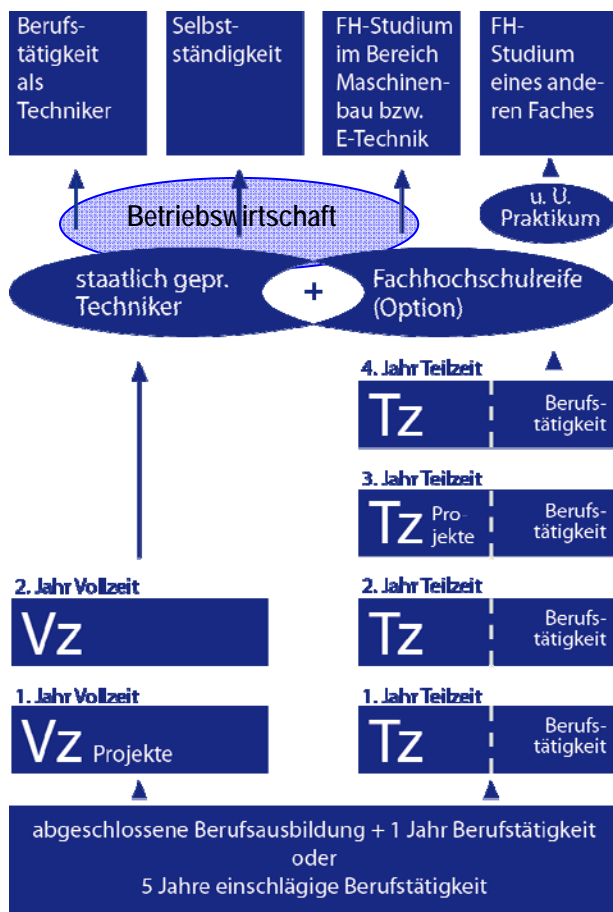 Berufs-
tätigkeit
als
Techniker
Selbst-
ständigkeit
FH-Studium
im Bereich
Maschinen-
bau bzw.
E-Technik
FH-
Studium
eines ande-
ren Faches
u. U.
Praktikum
Betriebswirtschaft
staatlich gepr.
Techniker
+
Fachhochschulreife
(Option)
4. Jahr Teilzeit
Tz
Berufs-
tätigkeit
3. Jahr Teilzeit
Tz Pro-
jekte
Berufs-
tätigkeit
2. Jahr Vollzeit
Vz
2. Jahr Teilzeit
Tz
Berufs-
tätigkeit
1. Jahr Vollzeit
Vz Projekte
1. Jahr Teilzeit
Tz
Berufs-
tätigkeit
abgeschlossene Berufsausbildung + 1 Jahr Berufstätigkeit
oder
5 Jahre einschlägige Berufstätigkeit